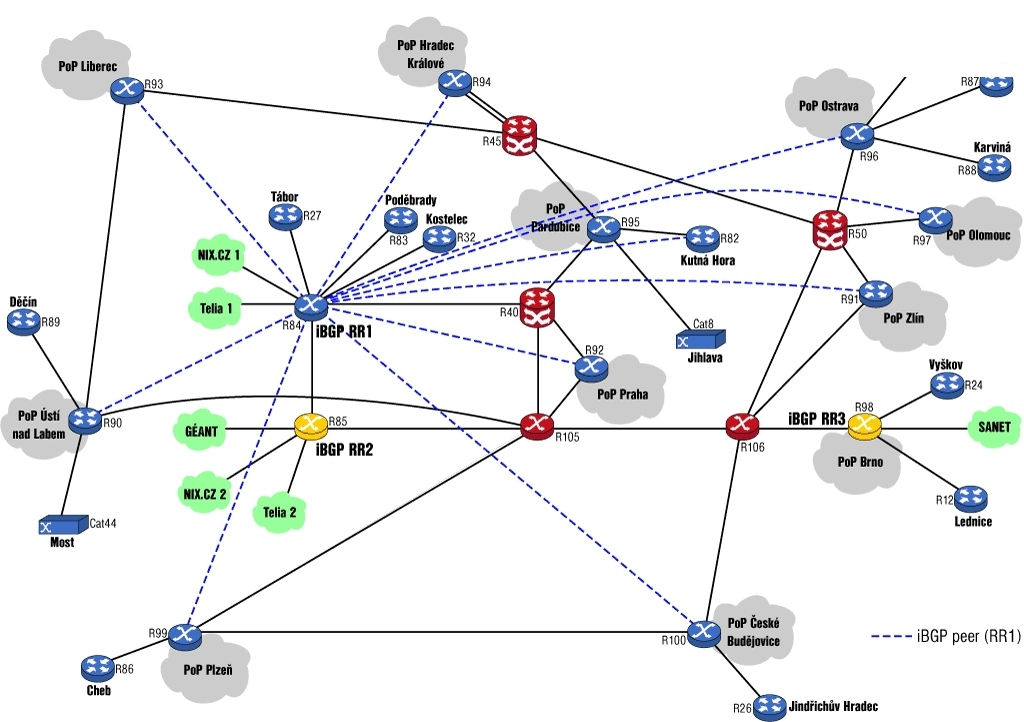 PoP Liberec
R93
PoP Hradec
Králové
R94
R45
R87
PoP Ostrava
R96
Karviná
R88
Tábor
R27
Poděbrady
R83
Kostelec
R32
PoP
Pardubice
R95
R82
Kutná Hora
R50
R97
PoP Olomouc
NIX.CZ 1
Telia 1
R84
iBGP RR1
R40
R91
PoP Zlín
Děčín
R89
Cat8
Jihlava
R92
PoP Praha
Vyškov
R24
PoP Ústí
nad Labem
R90
GÉANT
R85
iBGP RR2
R105
R106
iBGP RR3
R98
PoP Brno
SANET
NIX.CZ 2
Telia 2
R12
Lednice
Cat44
Most
R99
PoP Plzeň
R86
Cheb
R100
PoP České
Budějovice
R26
Jindřichův Hradec
iBGP peer (RR1)